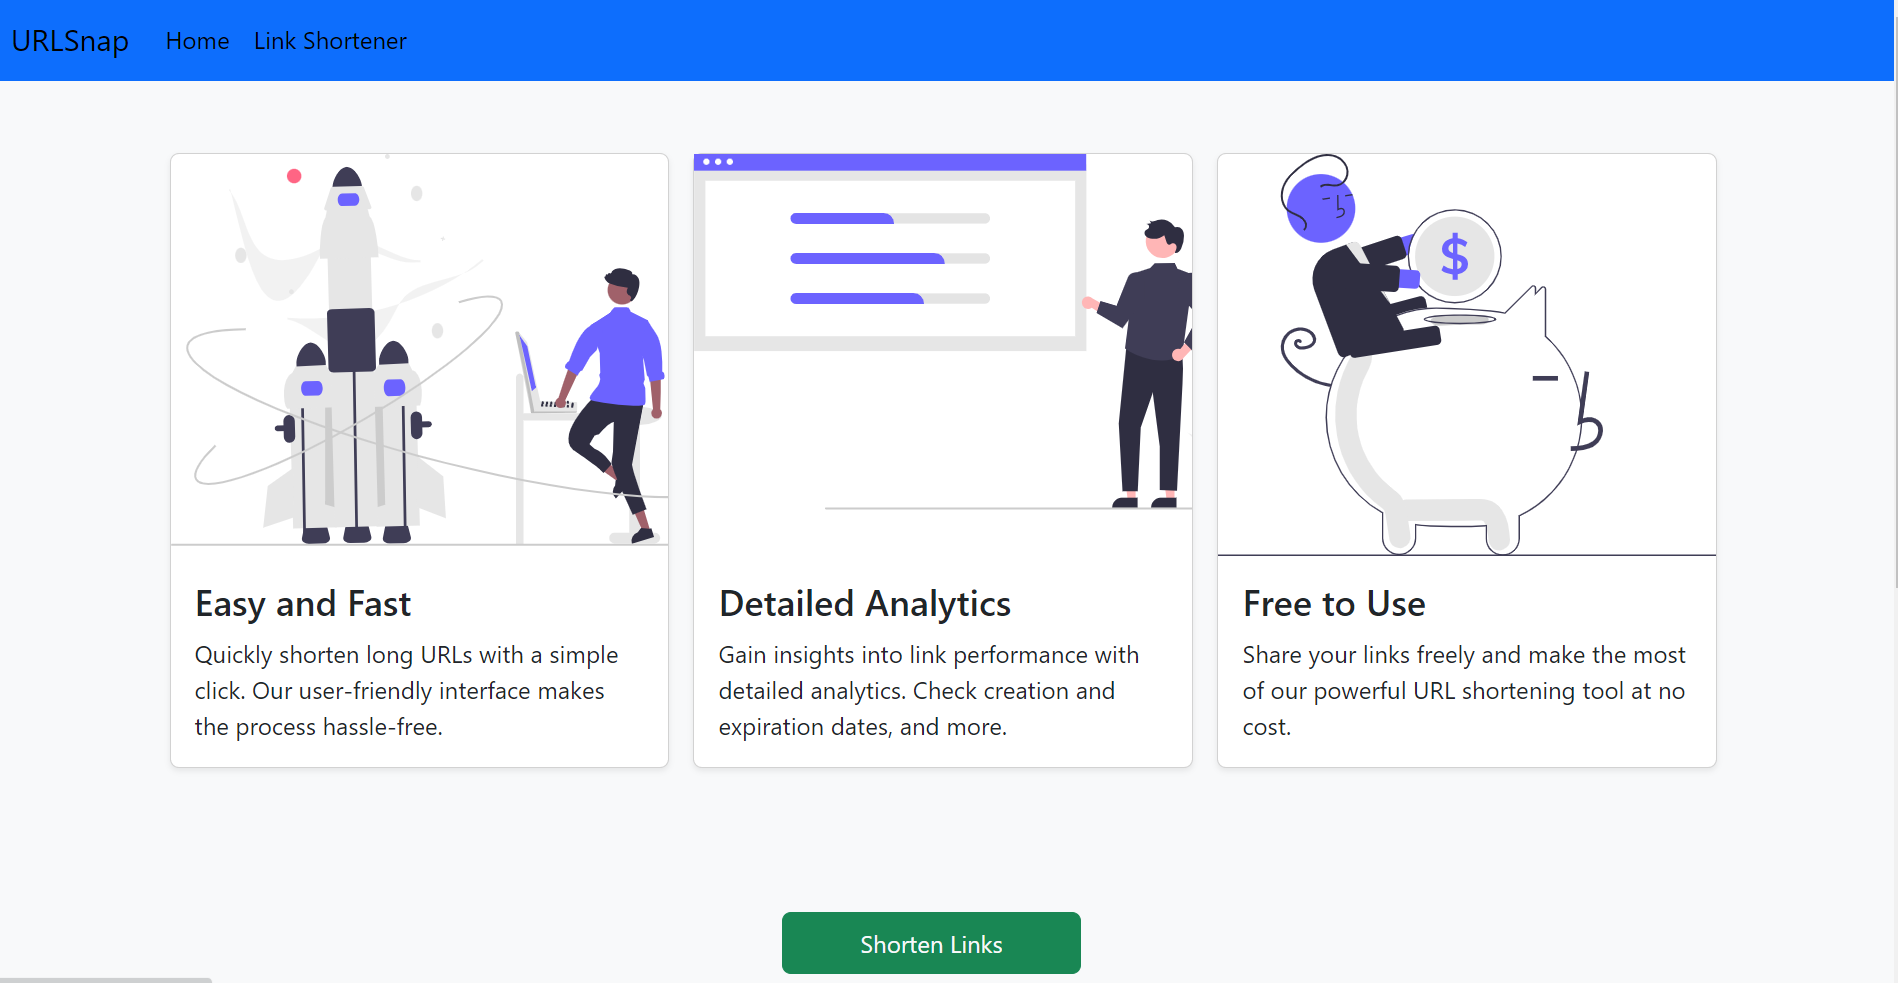 URLSnap Home Link Shortener
$
Easy and Fast
Quickly shorten long URLs with a simple
click. Our user-friendly interface makes
the process hassle-free.
Detailed Analytics
Gain insights into link performance with
detailed analytics. Check creation and
expiration dates, and more.
Free to Use
Share your links freely and make the most
of our powerful URL shortening tool at no
cost.
Shorten Links